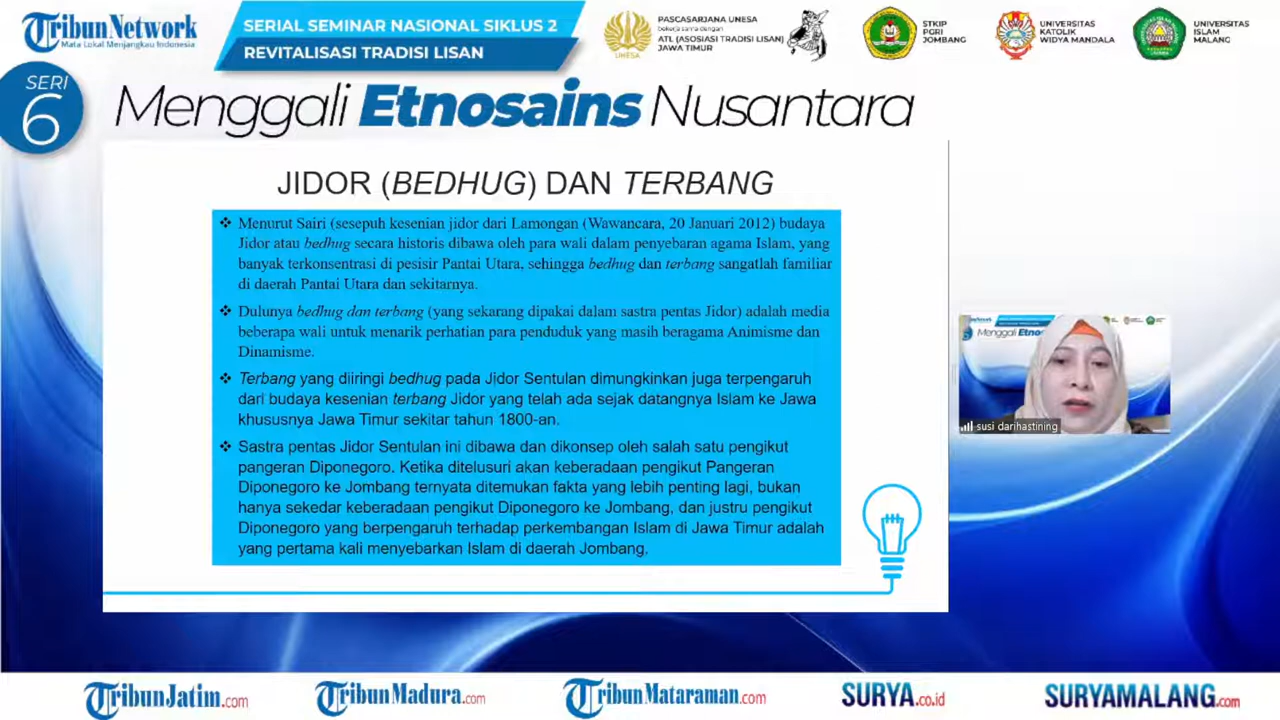 Tribun Network
Mata Lokal Menjangkau Indonesia
SERIAL SEMINAR NASIONAL SIKLUS 2
REVITALISASI TRADISI LISAN
UNESA
PASCASARJANA UNESA
bekerja sama dengan
ATL (ASOSIASI TRADISI LISAN)
JAWA TIMUR
STKIP
PGRI
JOMBANG
UNIVERSITAS
KATOLIK
WIDYA MANDALA
UNIVERSITAS
ISLAM
MALANG
SERI
6
Menggali Etnosains Nusantara
JIDOR (BEDHUG) DAN TERBANG
❖ Menurut Sairi (sesepuh kesenian jidor dari Lamongan (Wawancara, 20 Januari 2012) budaya
Jidor atau bedhug secara historis dibawa oleh para wali dalam penyebaran agama Islam, yang
banyak terkonsentrasi di pesisir Pantai Utara, sehingga bedhug dan terbang sangatlah familiar
di daerah Pantai Utara dan sekitarnya.
❖ Dulunya bedhug dan terbang (yang sekarang dipakai dalam sastra pentas Jidor) adalah media
beberapa wali untuk menarik perhatian para penduduk yang masih beragama Animisme dan
Dinamisme.
❖ Terbang yang diiringi bedhug pada Jidor Sentulan dimungkinkan juga terpengaruh
dari budaya kesenian terbang Jidor yang telah ada sejak datangnya Islam ke Jawa
khususnya Jawa Timur sekitar tahun 1800-an.
❖ Sastra pentas Jidor Sentulan ini dibawa dan dikonsep oleh salah satu pengikut
pangeran Diponegoro. Ketika ditelusuri akan keberadaan pengikut Pangeran
Diponegoro ke Jombang ternyata ditemukan fakta yang lebih penting lagi, bukan
hanya sekedar keberadaan pengikut Diponegoro ke Jombang, dan justru pengikut
Diponegoro yang berpengaruh terhadap perkembangan Islam di Jawa Timur adalah
yang pertama kali menyebarkan Islam di daerah Jombang.
Menggali Etno
susi darihastining
TribunJatim.com
TribunMadura.com
TribunMataraman.com
SURYA.co.id
SURYAMALANG.com